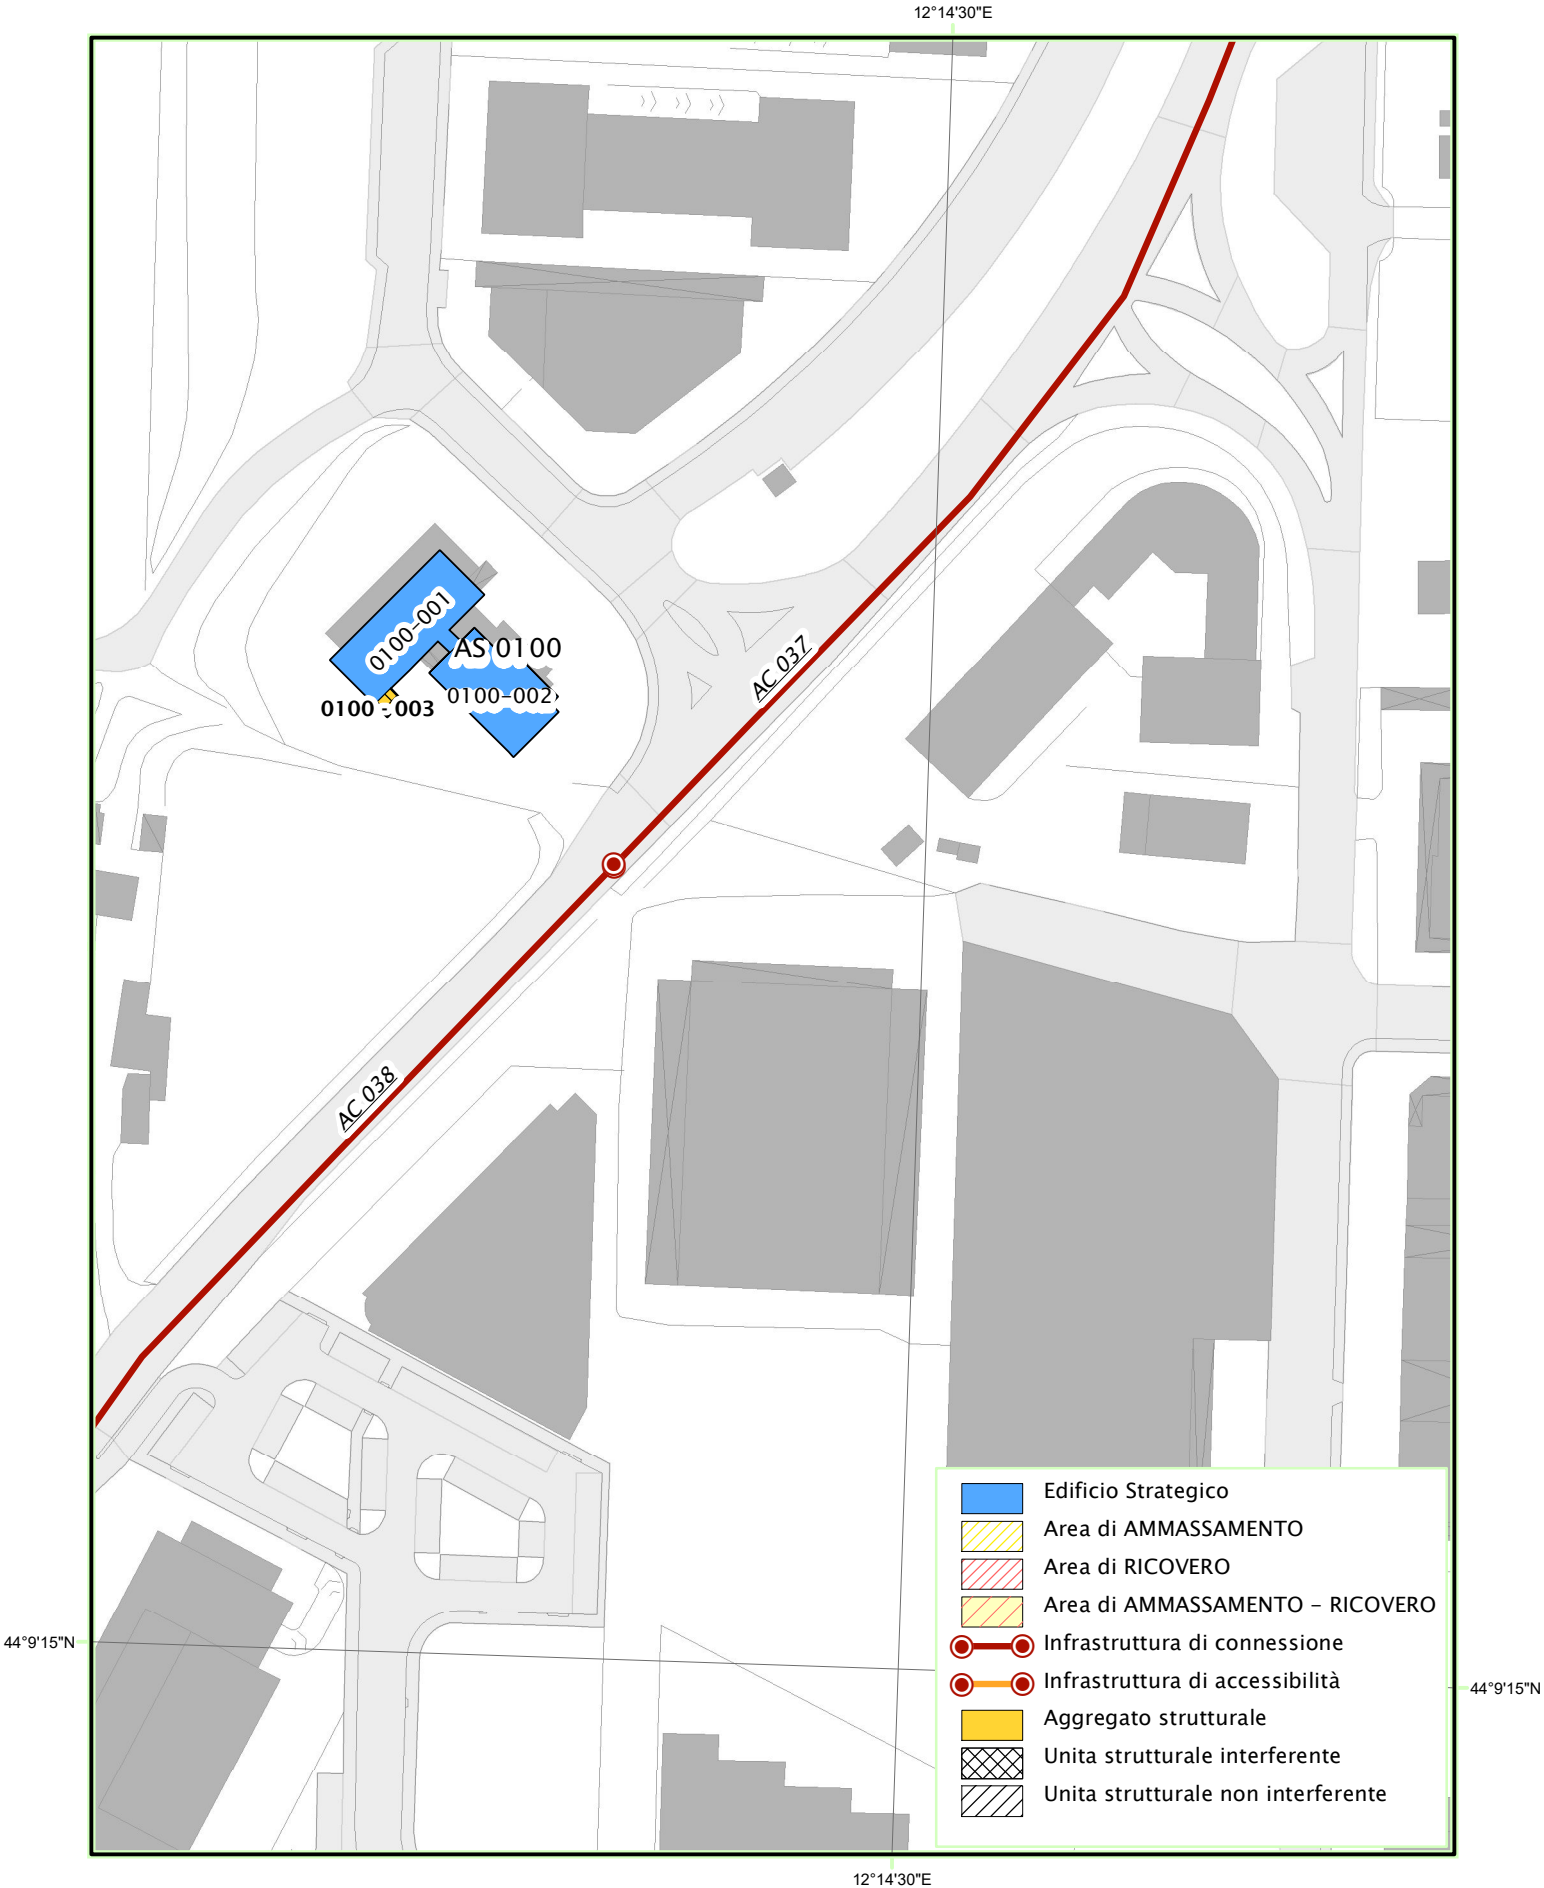 12°14'30"E
0100-001
AS 0100
0100-002
0100 - 003
AC 037
AC 038
Edificio Strategico
Area di AMMASSAMENTO
Area di RICOVERO
Area di AMMASSAMENTO - RICOVERO
44°9'15"N
Infrastruttura di connessione
Infrastruttura di accessibilità
44°9'15"N
Aggregato strutturale
Unita strutturale interferente
Unita strutturale non interferente
12°14'30"E